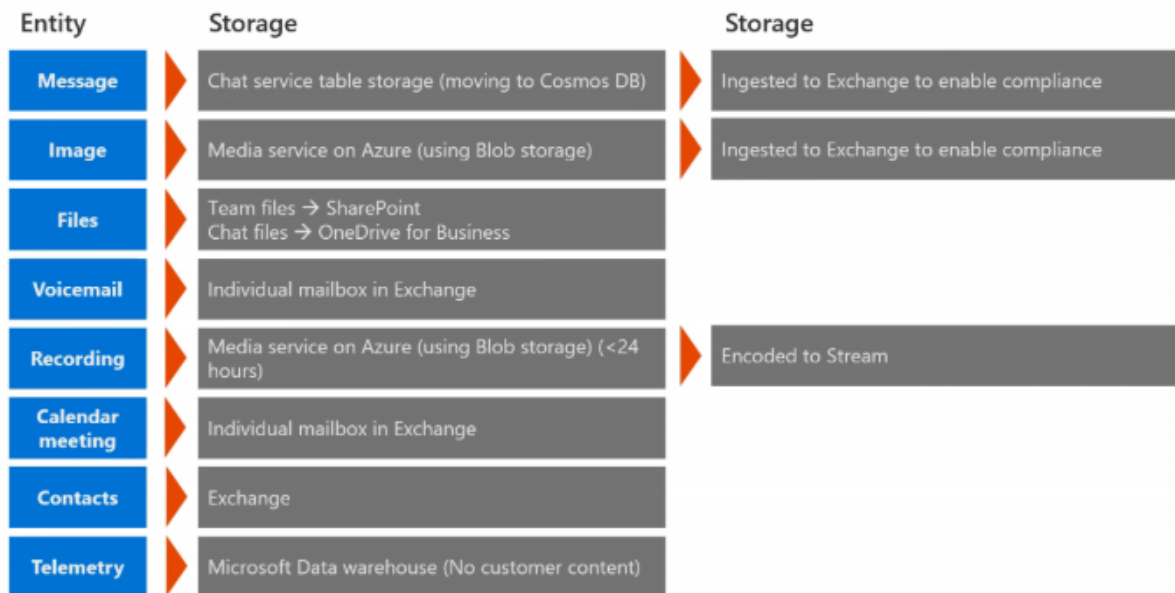 Entity Storage Storage
Message Chat service table storage (moving to Cosmos DB) Ingested to Exchange to enable compliance
Image Media service on Azure (using Blob storage) Ingested to Exchange to enable compliance
Files
Team files → SharePoint
Chat files → OneDrive for Business
Voicemail Individual mailbox in Exchange
Recording
Media service on Azure (using Blob storage) (<24
hours)
Encoded to Stream
Calendar
meeting
Individual mailbox in Exchange
Contacts Exchange
Telemetry Microsoft Data warehouse (No customer content)